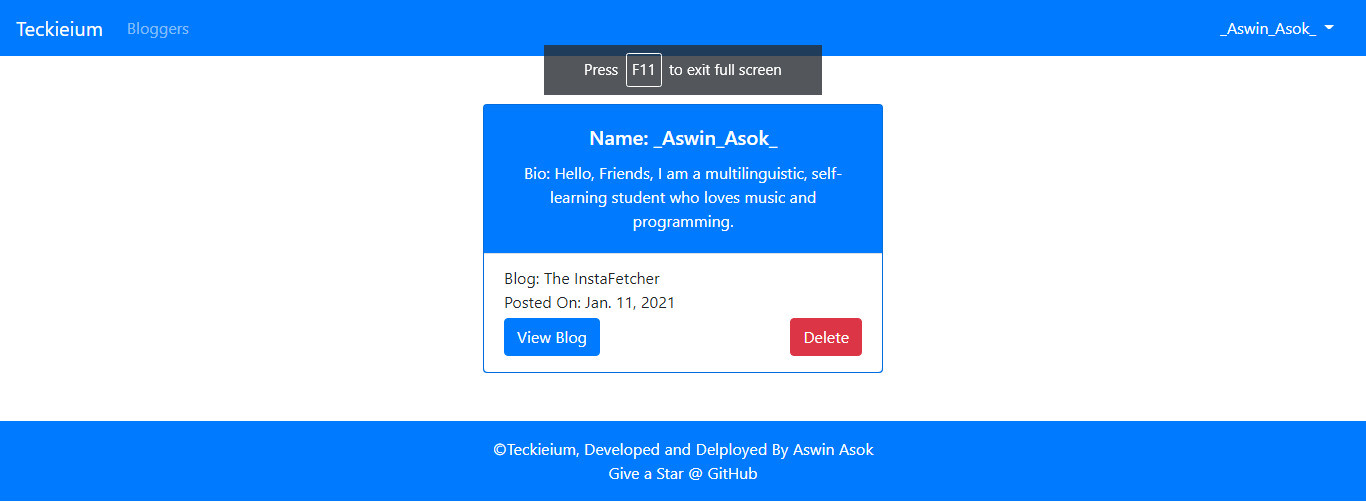 Teckieium Bloggers _Aswin_Asok_
Press F11 to exit full screen
Name: _Aswin_Asok_
Bio: Hello, Friends, I am a multilinguistic, self-
learning student who loves music and
programming.
Blog: The InstaFetcher
Posted On: Jan. 11, 2021
View Blog Delete
©Teckieium, Developed and Delployed By Aswin Asok
Give a Star @ GitHub